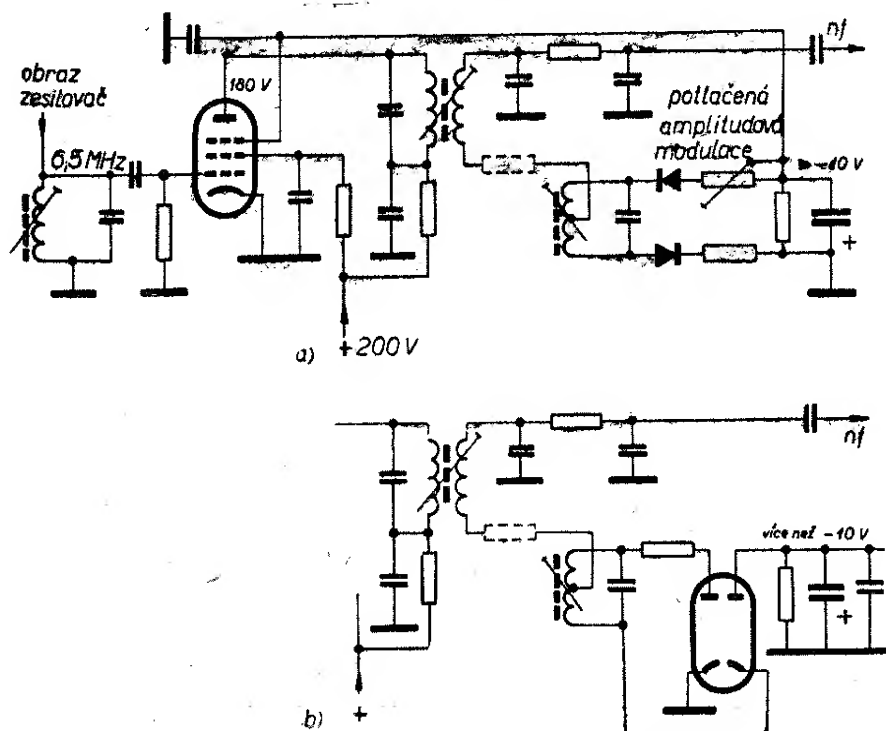 nf
obraz
zesilovač
180 V
potlačená
amplitudová
modulace
6,5 MHz
-10 V
+
a) +200 V
nf
více než -10 V
+
b) +